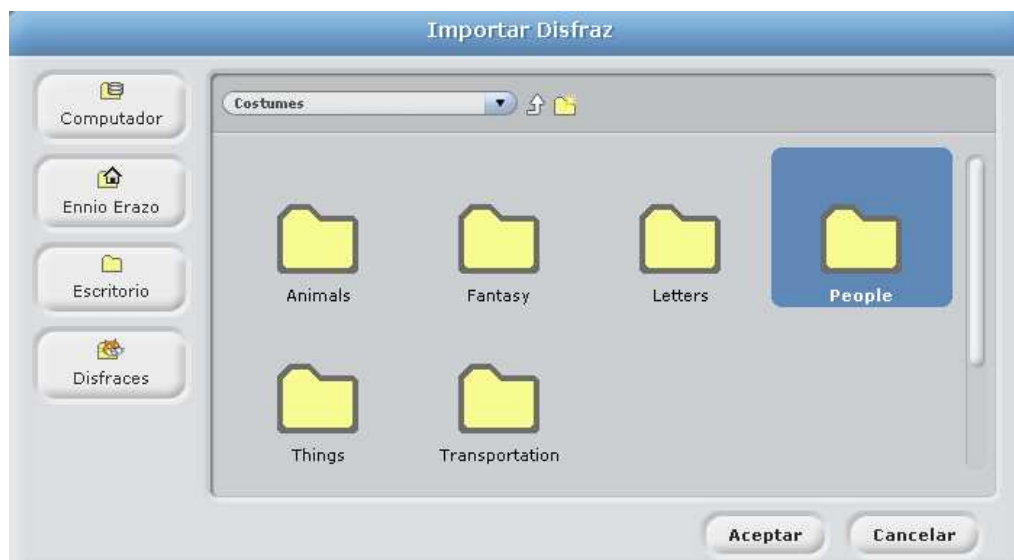 Importar Disfraz
Computador
Ennio Erazo
Escritorio
Disfraces
Costumes
Animals
Fantasy
Letters
People
Things
Transportation
Aceptar
Cancelar